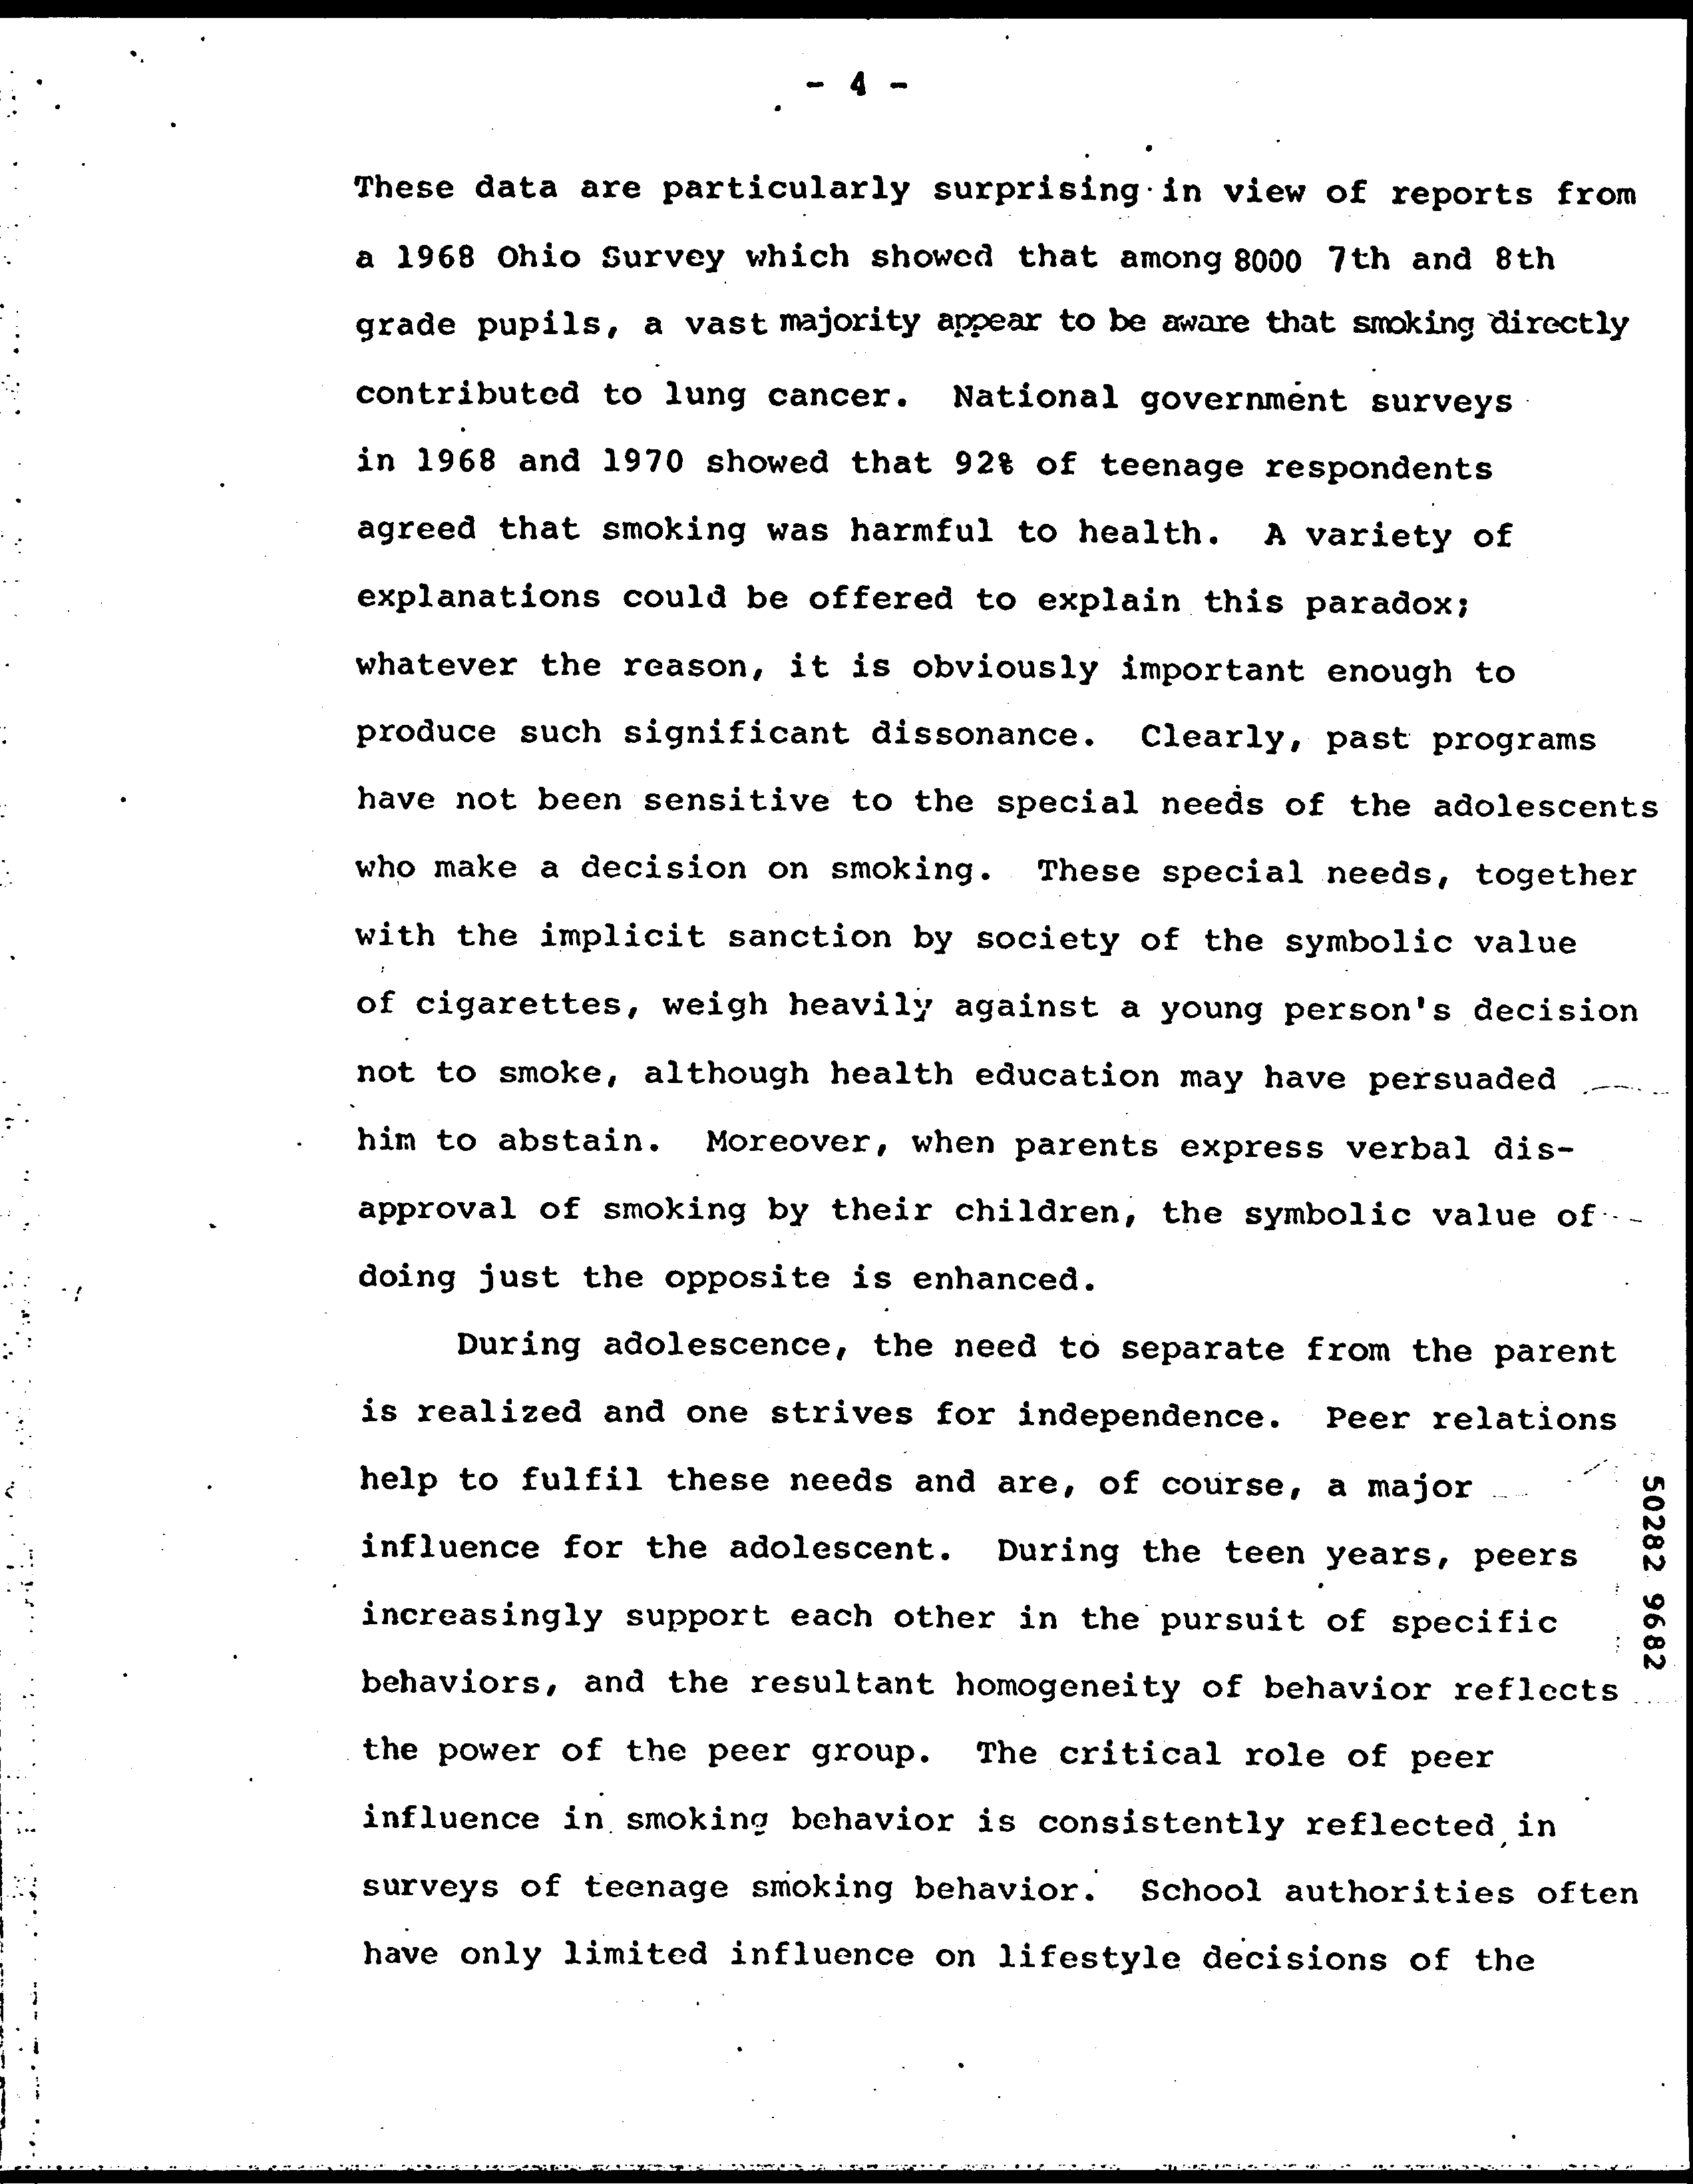 - 4 -
These data are particularly surprising in view of reports from
a 1968 Ohio Survey which showed that among 8000 7th and 8th
grade pupils, a vast majority appear to be aware that smoking directly
contributed to lung cancer. National government surveys
in 1968 and 1970 showed that 92% of teenage respondents
agreed that smoking was harmful to health. A variety of
explanations could be offered to explain this paradox;
whatever the reason, it is obviously important enough to
produce such significant dissonance. Clearly, past programs
have not been sensitive to the special needs of the adolescents
who make a decision on smoking. These special needs, together
with the implicit sanction by society of the symbolic value
of cigarettes, weigh heavily against a young person's decision
not to smoke, although health education may have persuaded
him to abstain. Moreover, when parents express verbal dis-
approval of smoking by their children, the symbolic value of
doing just the opposite is enhanced.
During adolescence, the need to separate from the parent
is realized and one strives for independence. Peer relations
help to fulfil these needs and are, of course, a major
influence for the adolescent. During the teen years, peers
increasingly support each other in the pursuit of specific
behaviors, and the resultant homogeneity of behavior reflects
the power of the peer group. The critical role of peer
influence in smoking behavior is consistently reflected in
surveys of teenage smoking behavior. School authorities often
have only limited influence on lifestyle decisions of the
50282 9682